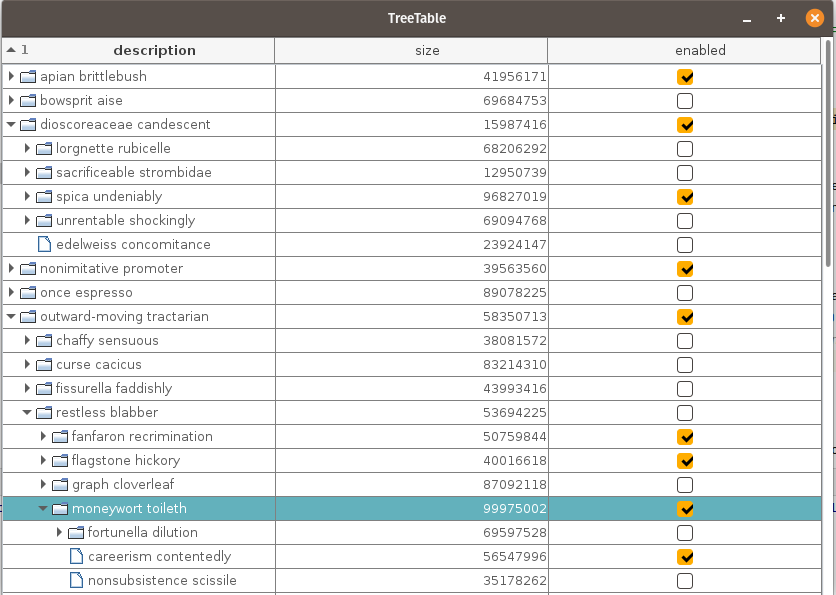 TreeTable
1 description size enabled
apian brittlebush 41956171
bowsprit aise 69684753
dioscoreaceae candescent 15987416
lorgnette rubicelle 68206292
sacrificeable strombidae 12950739
spica undeniably 96827019
unrentable shockingly 69094768
edelweiss concomitance 23924147
nonimitative promoter 39563560
once espresso 89078225
outward-moving tractarian 58350713
chaffy sensuous 38081572
curse cacicus 83214310
fissurella faddishly 43993416
restless blabber 53694225
fanfaron recrimination 50759844
flagstone hickory 40016618
graph cloverleaf 87092118
moneywort toileth 99975002
fortunella dilution 69597528
careerism contentedly 56547996
nonsubsistence scissile 35178262